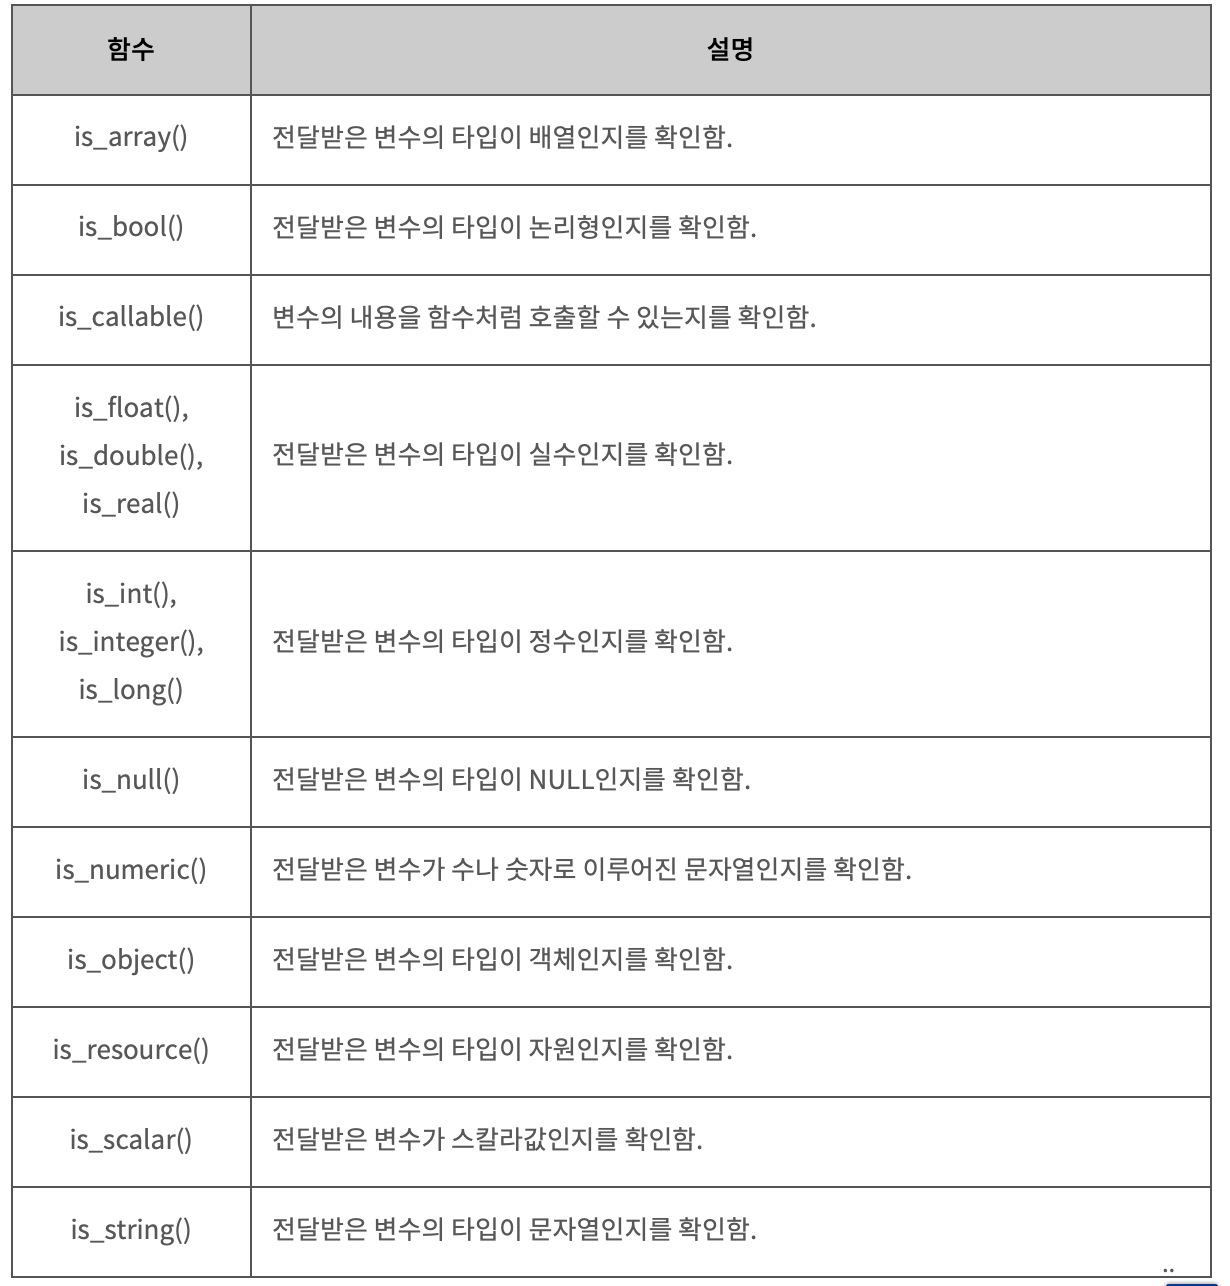 함수 설명
is_array() 전달받은 변수의 타입이 배열인지를 확인함.
is_bool() 전달받은 변수의 타입이 논리형인지를 확인함.
is_callable() 변수의 내용을 함수처럼 호출할 수 있는지를 확인함.
is_float(),
is_double(), 전달받은 변수의 타입이 실수인지를 확인함.
is_real()
is_int(),
is_integer(), 전달받은 변수의 타입이 정수인지를 확인함.
is_long()
is_null() 전달받은 변수의 타입이 NULL인지를 확인함.
is_numeric() 전달받은 변수가 수나 숫자로 이루어진 문자열인지를 확인함.
is_object() 전달받은 변수의 타입이 객체인지를 확인함.
is_resource() 전달받은 변수의 타입이 자원인지를 확인함.
is_scalar() 전달받은 변수가 스칼라값인지를 확인함.
is_string() 전달받은 변수의 타입이 문자열인지를 확인함.